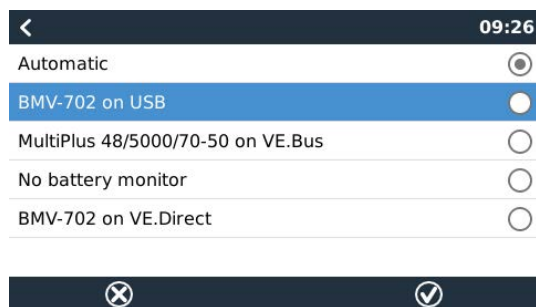 09:26
Automatic
BMV-702 on USB
MultiPlus 48/5000/70-50 on VE.Bus
No battery monitor
BMV-702 on VE.Direct